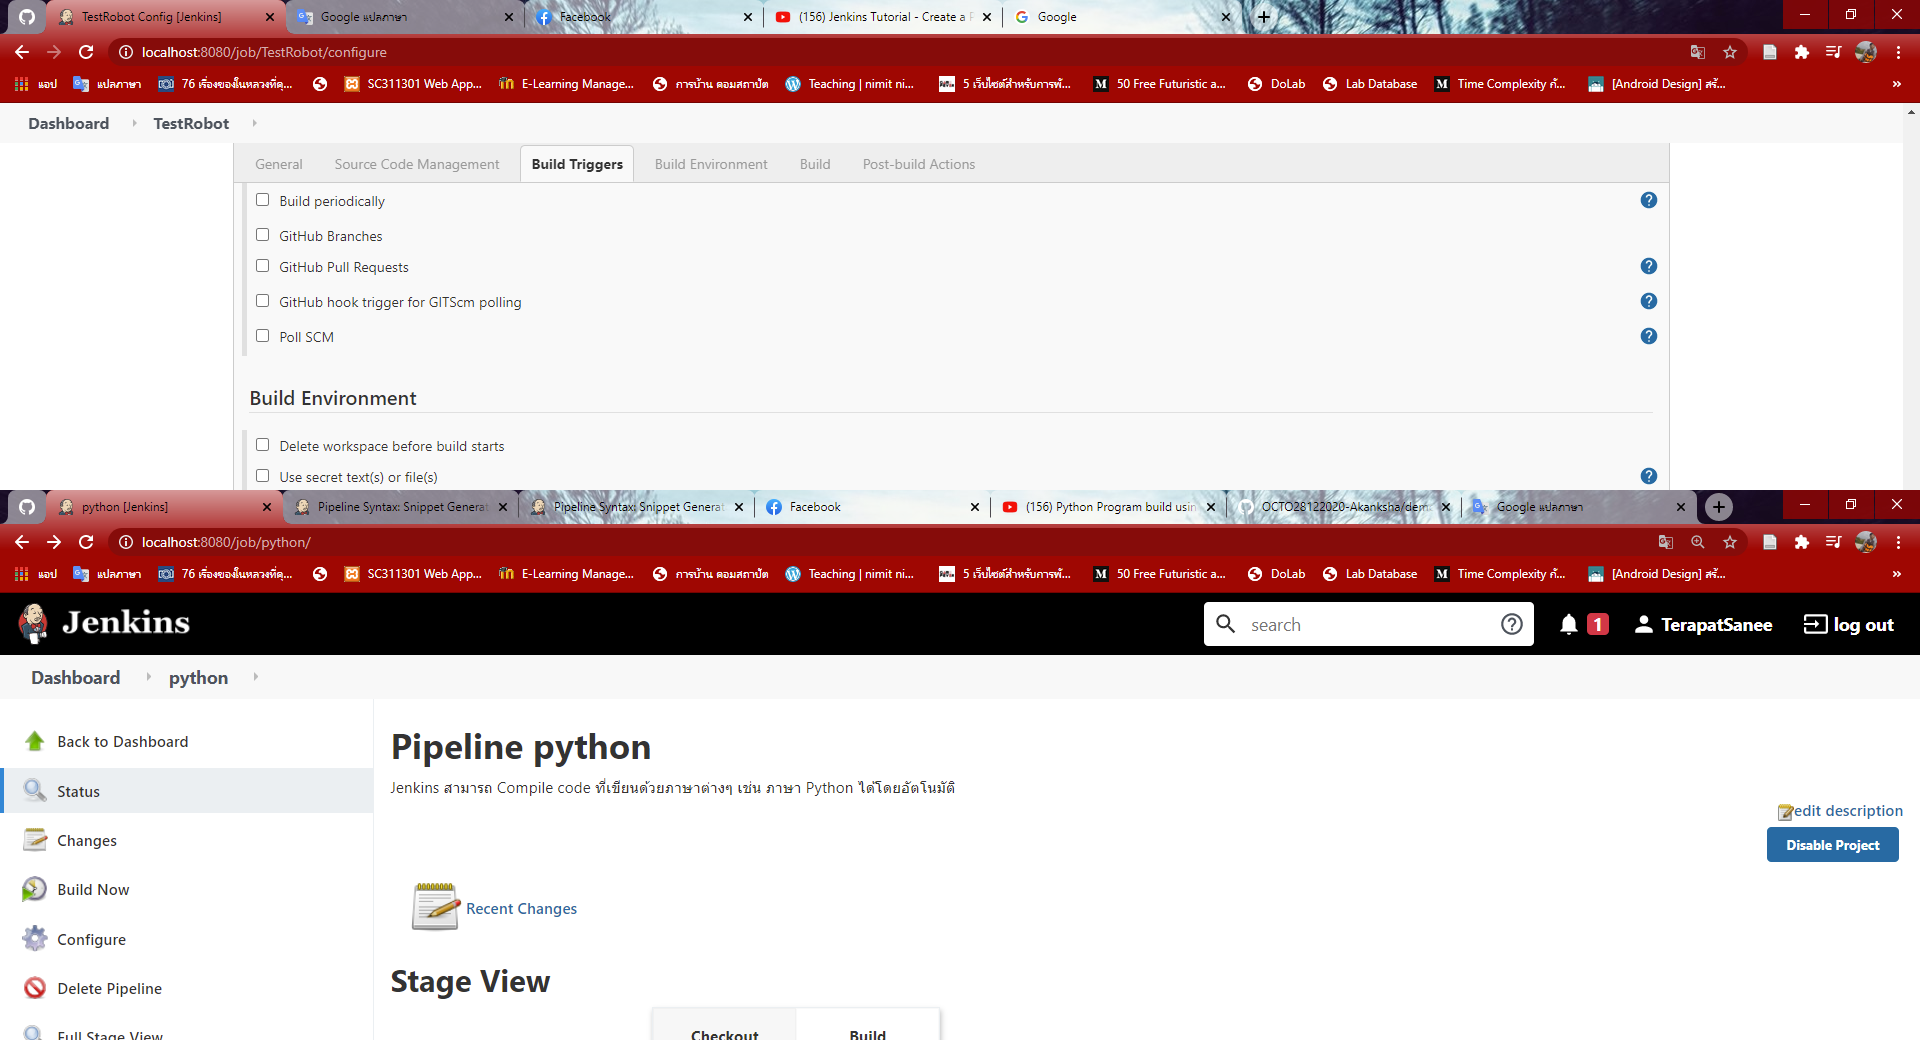 TestRobot Config [Jenkins]
Google แปลภาษา
Facebook
(156) Jenkins Tutorial - Create a P
Google
localhost:8080/job/TestRobot/configure
แอป
แปลภาษา
76 เรื่องของในหลวงที่คุ...
SC311301 Web App...
E-Learning Manage...
การบ้าน คอมสถาปัต
Teaching | nimit ni...
5 เว็บไซต์สำหรับการพั...
50 Free Futuristic a...
DoLab
Lab Database
Time Complexity กั...
[Android Design] สร้...
»
Dashboard
TestRobot
General
Source Code Management
Build Triggers
Build Environment
Build
Post-build Actions
Build periodically
GitHub Branches
GitHub Pull Requests
GitHub hook trigger for GITScm polling
Poll SCM
Build Environment
Delete workspace before build starts
Use secret text(s) or file(s)
python [Jenkins]
Pipeline Syntax: Snippet Generat
Pipeline Syntax: Snippet Generat
Facebook
(156) Python Program build usin
OCTO28122020-Akanksha/dem
Google แปลภาษา
localhost:8080/job/python/
แอป
แปลภาษา
76 เรื่องของในหลวงที่คุ...
SC311301 Web App...
E-Learning Manage...
การบ้าน คอมสถาปัต
Teaching | nimit ni...
5 เว็บไซต์สำหรับการพั...
50 Free Futuristic a...
DoLab
Lab Database
Time Complexity กั...
[Android Design] สร้...
»
Jenkins
search
1
TerapatSanee
log out
Dashboard
python
Back to Dashboard
Status
Changes
Build Now
Configure
Delete Pipeline
Full Stage View
Pipeline python
Jenkins สามารถ Compile code ที่เขียนด้วยภาษาต่างๆ เช่น ภาษา Python ได้โดยอัตโนมัติ
edit description
Disable Project
Recent Changes
Stage View
Checkout
Build